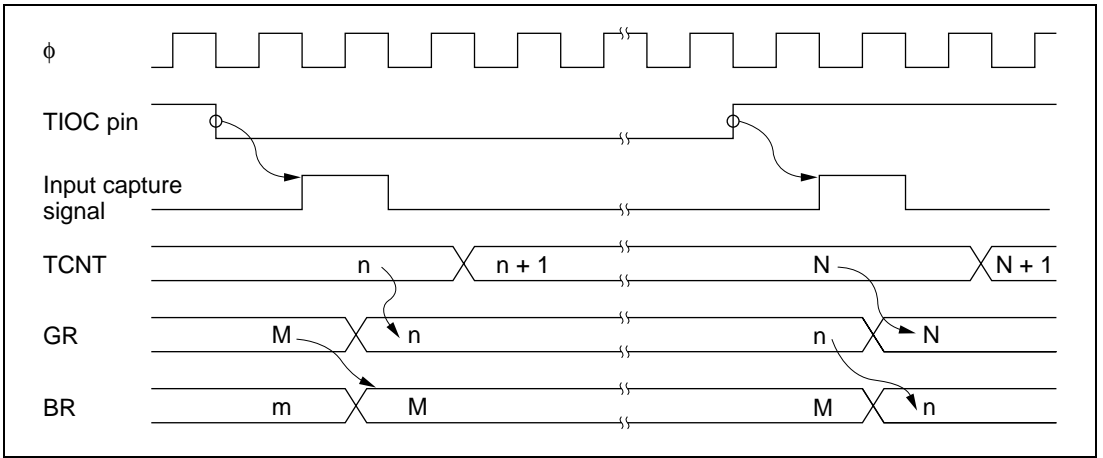 ϕ
TIOC pin
Input capture
signal
TCNT n n + 1 N N + 1
GR M n n N
BR m M M n